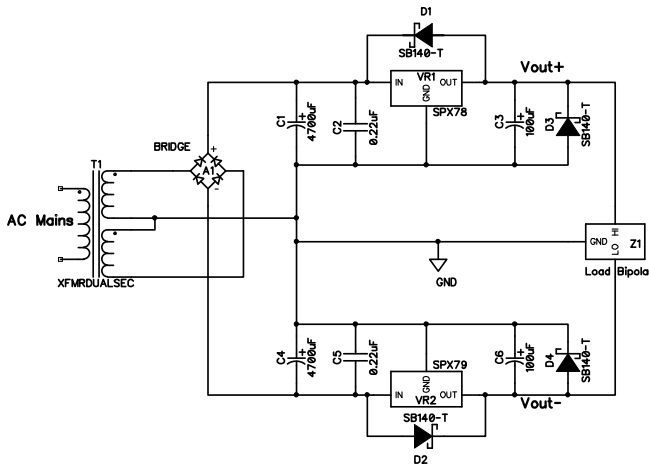 D1
SB140-T
Vout+
VR1
IN
OUT
GND
SPX78
C1
+
4700uF
C2
0.22uF
C3
+
100uF
D3
SB140-T
BRIDGE
+
A1
-
T1
AC Mains
XFMRDUALSEC
GND
HI
LO
GND
Z1
Load Bipola
C4
+
4700uF
C5
0.22uF
SPX79
GND
IN
OUT
VR2
C6
+
100uF
D4
SB140-T
Vout-
SB140-T
D2